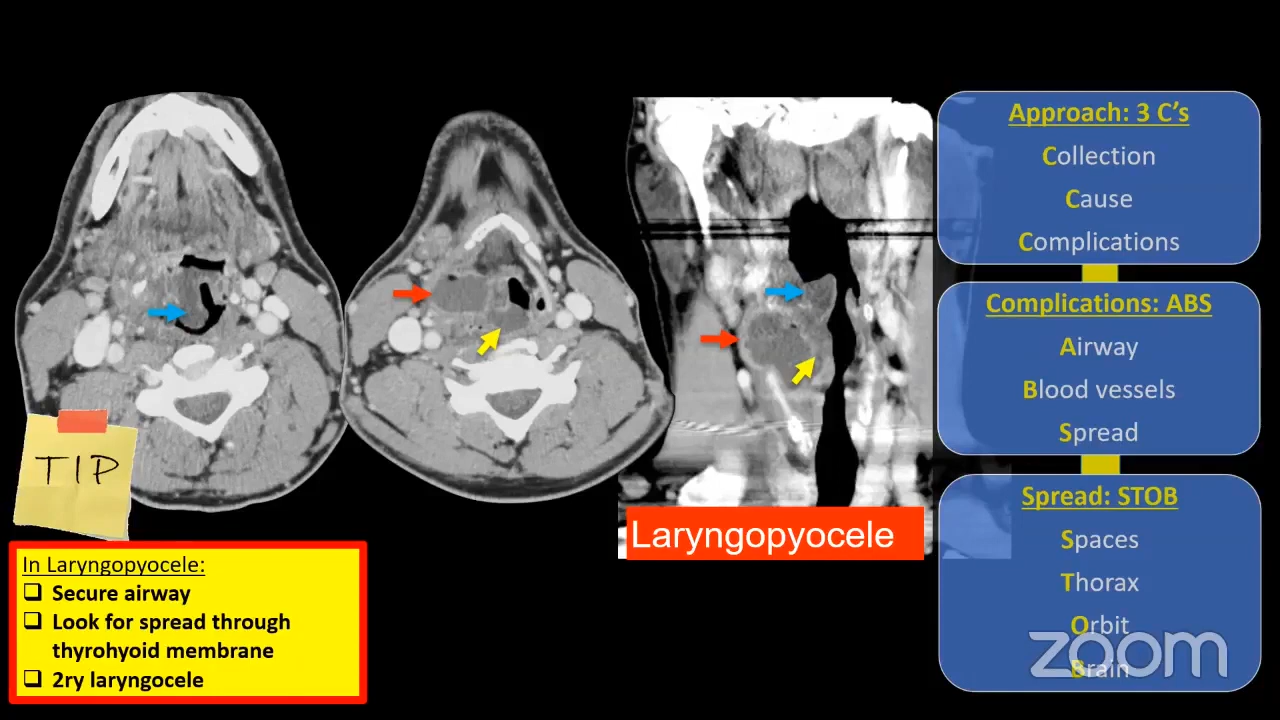 Approach: 3 C’s
Collection
Cause
Complications
Complications: ABS
Airway
Blood vessels
Spread
Spread: STOB
Spaces
Thorax
Orbit
Brain
zoom
Laryngopyocele
TIP
In Laryngopyocele:
❑ Secure airway
❑ Look for spread through
thyrohyoid membrane
❑ 2ry laryngocele